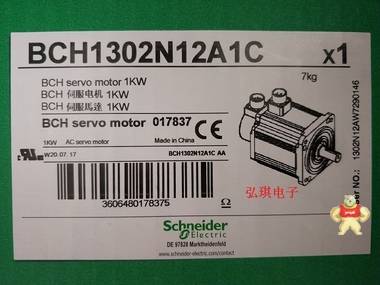 BCH1302N12A1C x1
BCH servo motor 1KW
BCH 伺服电机 1KW
BCH 伺服馬達 1KW
7kg
BCH servo motor 017837
1KW AC servo motor Made in China
W20.07.17
BCH1302N12A1C AA
3606480178375
弘琪电子
Schneider
Electric
DE 97828 Marktheidenfeld
www.schneider-electric.com/contact
SER NO.: 1302N12AW7290146